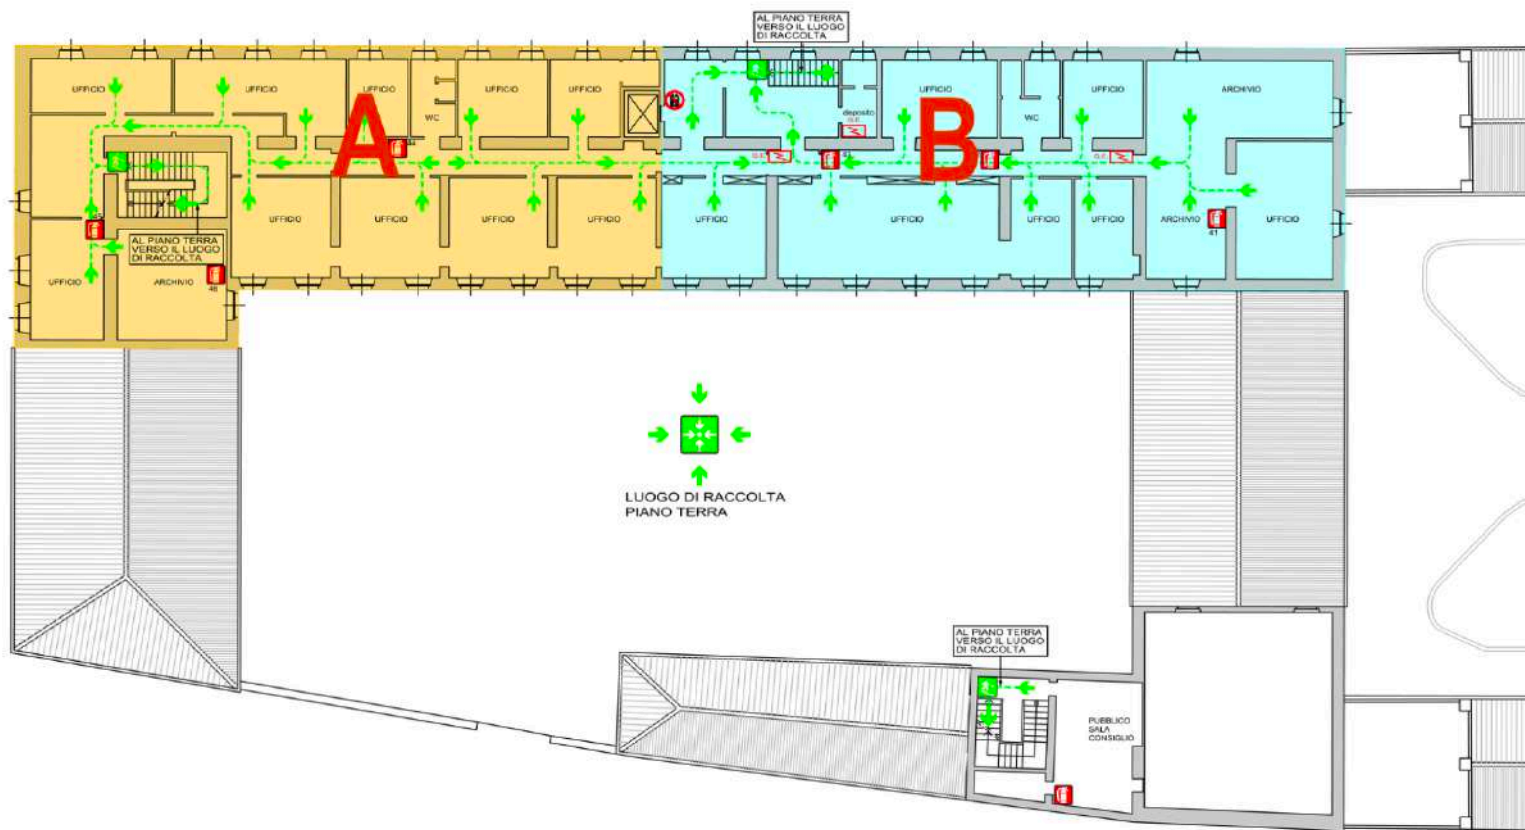 AL PIANO TERRA
VERSO IL LUOGO
DI RACCOLTA
UFFICIO
UFFICIO
UFFICIO
UFFICIO
UFFICIO
WC
A
deposito
Q.E.
UFFICIO
WC
UFFICIO
ARCHIVIO
B
Q.E.
Q.E.
45
AL PIANO TERRA
VERSO IL LUOGO
DI RACCOLTA
UFFICIO
UFFICIO
UFFICIO
UFFICIO
UFFICIO
UFFICIO
UFFICIO
UFFICIO
ARCHIVIO
41
UFFICIO
UFFICIO
ARCHIVIO
46
LUOGO DI RACCOLTA
PIANO TERRA
AL PIANO TERRA
VERSO IL LUOGO
DI RACCOLTA
PUBBLICO
SALA
CONSIGLIO